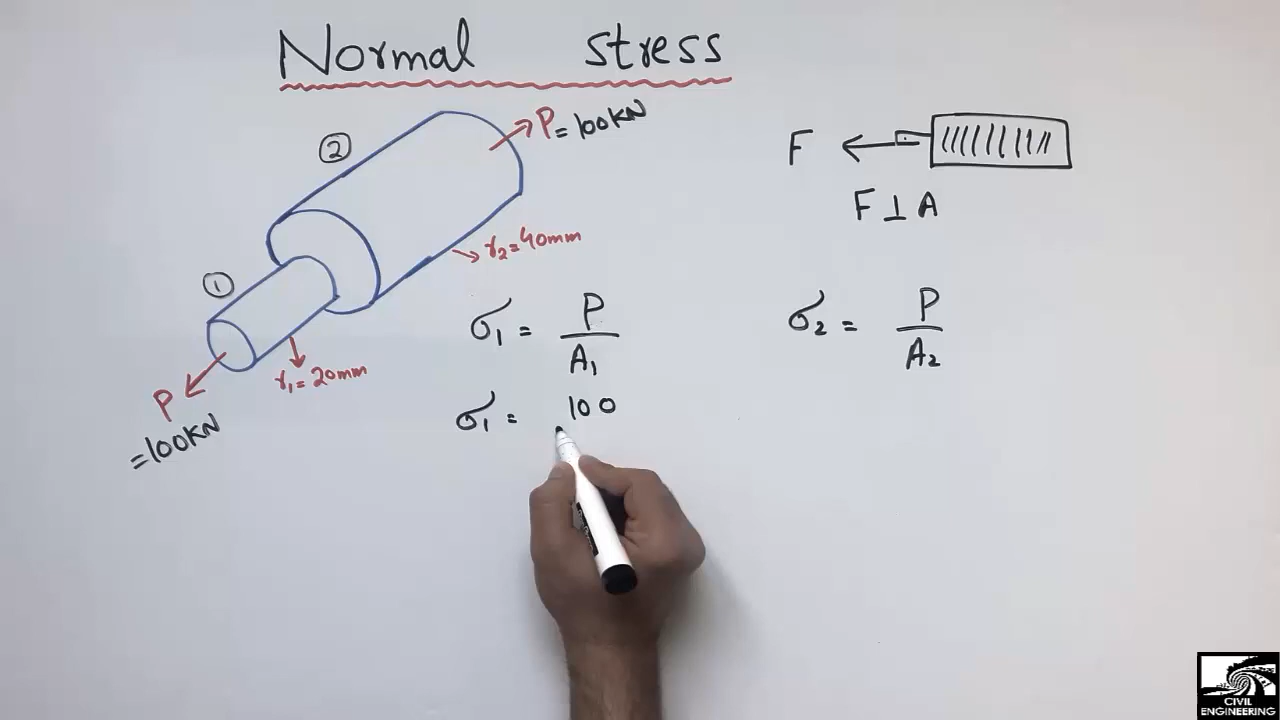 Normal stress
②
P = 100KN
F
F ⊥ A
r₂=40mm
①
σ₁ = P / A₁
σ₂ = P / A₂
r₁=20mm
P
=100KN
σ₁ = 100
CIVIL
ENGINEERING